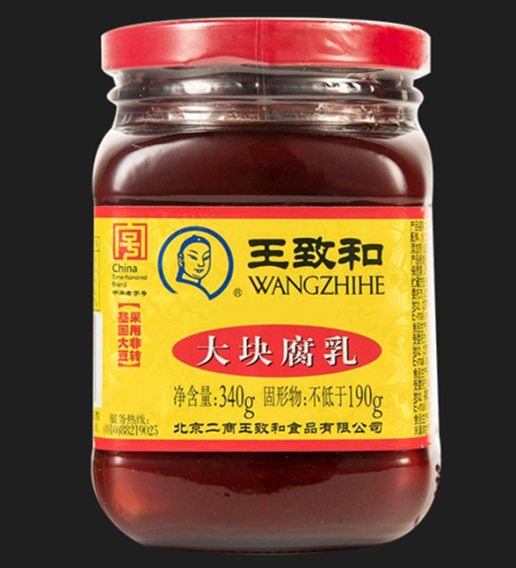 China
Time-honored
Brand
中华老字号
王致和
®
WANGZHIHE
【采用非转
基因大豆】
大块腐乳
净含量:340g 固形物:不低于190g
服务热线:
(010)88219025
北京二商王致和食品有限公司